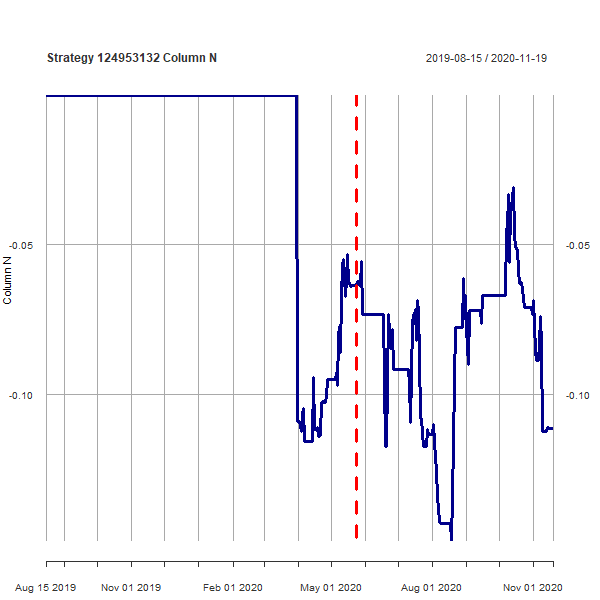 Strategy 124953132 Column N
2019-08-15 / 2020-11-19
Column N
-0.05
-0.05
-0.10
-0.10
Aug 15 2019
Nov 01 2019
Feb 01 2020
May 01 2020
Aug 01 2020
Nov 01 2020